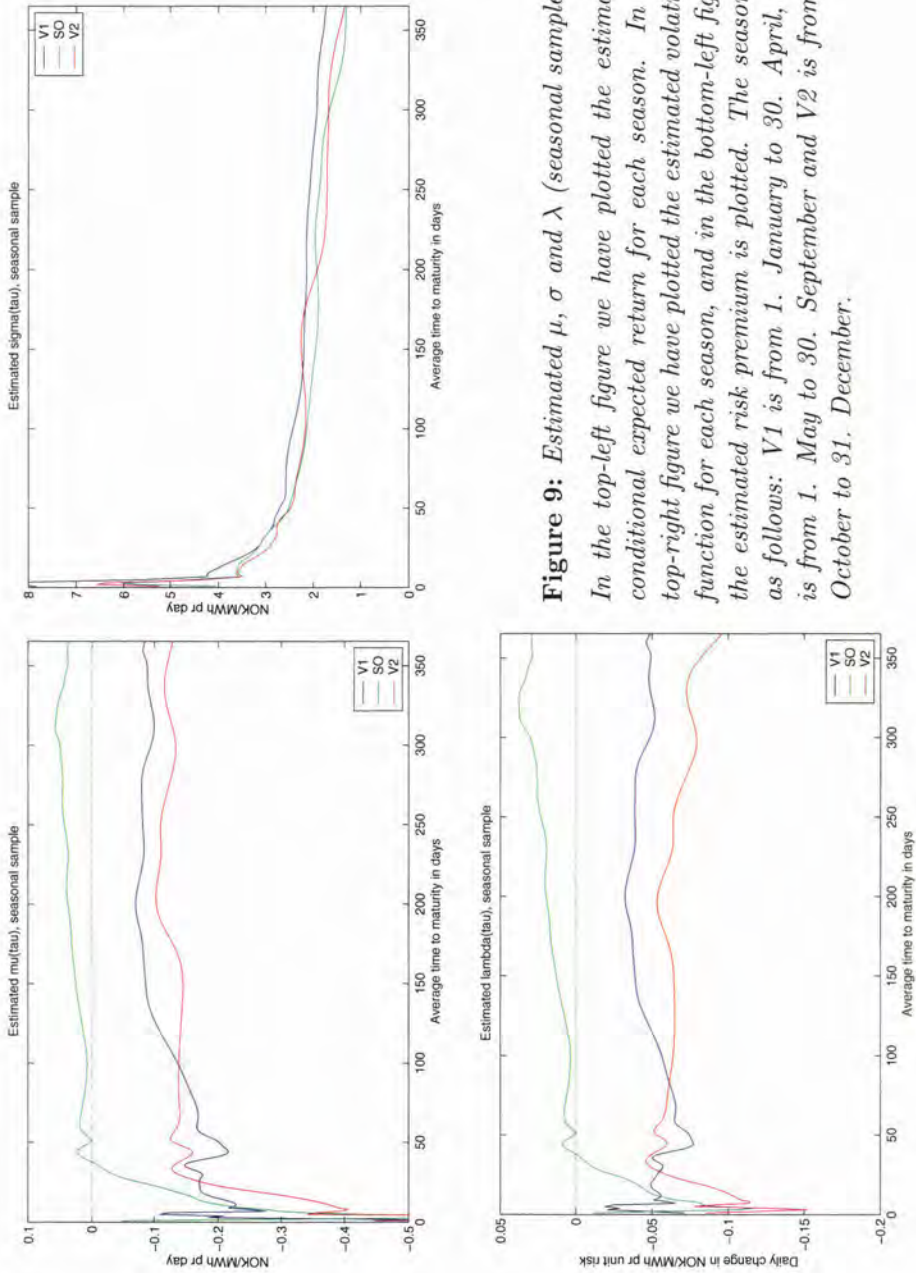 Estimated mu(tau), seasonal sample
0.1
0
−0.1
−0.2
−0.3
−0.4
−0.5
NOK/MWh pr day
0 50 100 150 200 250 300 350
Average time to maturity in days
V1
SO
V2
Estimated sigma(tau), seasonal sample
8
7
6
5
4
3
2
1
0
NOK/MWh pr day
0 50 100 150 200 250 300 350
Average time to maturity in days
V1
SO
V2
Estimated lambda(tau), seasonal sample
0.05
0
−0.05
−0.1
−0.15
−0.2
Daily change in NOK/MWh pr unit risk
0 50 100 150 200 250 300 350
Average time to maturity in days
V1
SO
V2
Figure 9: Estimated μ, σ and λ (seasonal sample
In the top-left figure we have plotted the
conditional expected return for each season. In
top-right figure we have plotted the estimated
function for each season, and in the bottom-left
the estimated risk premium is plotted. The
as follows: V1 is from 1. January to 30. April,
is from 1. May to 30. September and V2 is from
October to 31. December.